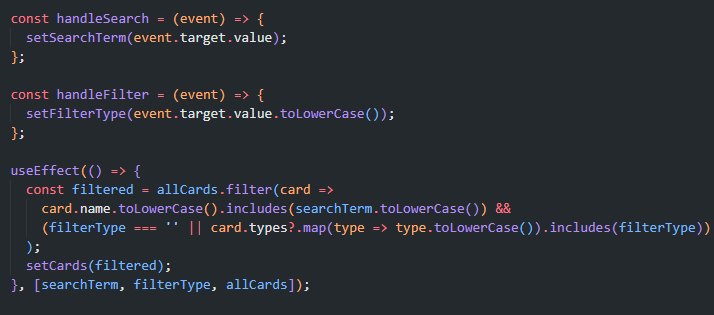 const handleSearch = (event) => {
  setSearchTerm(event.target.value);
};

const handleFilter = (event) => {
  setFilterType(event.target.value.toLowerCase());
};

useEffect(() => {
  const filtered = allCards.filter(card =>
    card.name.toLowerCase().includes(searchTerm.toLowerCase()) &&
    (filterType === '' || card.types?.map(type => type.toLowerCase()).includes(filterType))
  );
  setCards(filtered);
}, [searchTerm, filterType, allCards]);